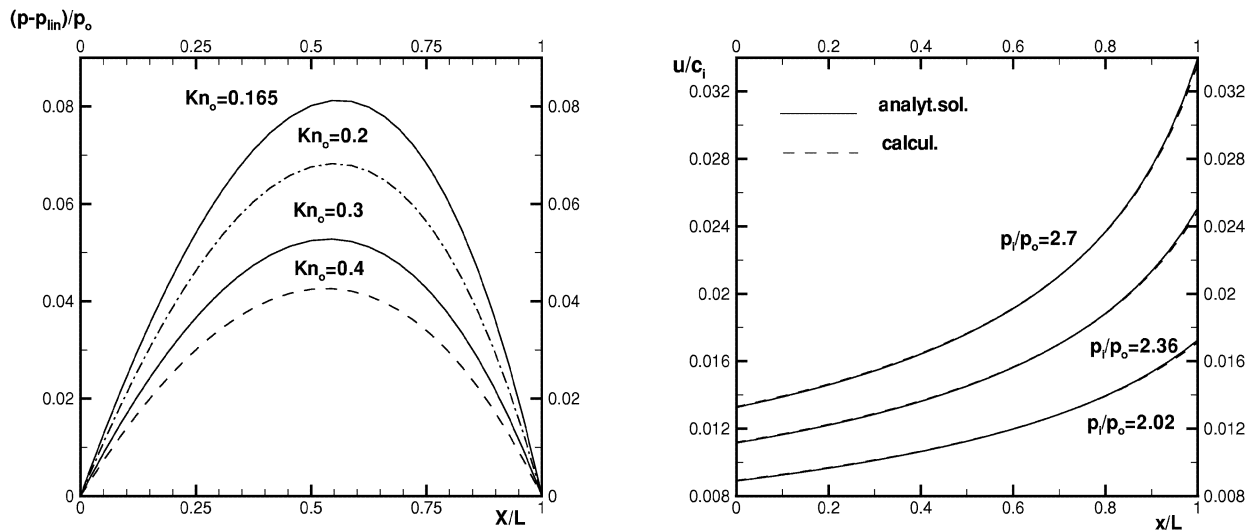 (p-p_lin)/p_o
0 0.25 0.5 0.75 1
0.08 0.08
Kn_o=0.165
Kn_o=0.2
0.06 0.06
Kn_o=0.3
Kn_o=0.4
0.04 0.04
0.02 0.02
0 0
0 0.25 0.5 0.75 1
X/L
0 0.2 0.4 0.6 0.8 1
u/c_i
0.032 0.032
analyt.sol.
calcul.
0.028 0.028
0.024 0.024
p_i/p_o=2.7
0.02 0.02
0.016 0.016
p_i/p_o=2.36
0.012 0.012
p_i/p_o=2.02
0.008 0.008
0 0.2 0.4 0.6 0.8 1
x/L